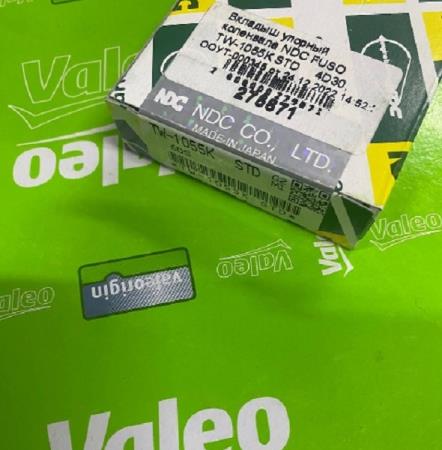 Вкладыш упорный
коленвала NDC FUSO
TW-1055K STD 4D30,
276671
NDC NDC CO., LTD.
MADE IN JAPAN
TW-1055K STD
Valeo
Valeo
Valeo
Valeo
Valeo
valeorigin
Valeo